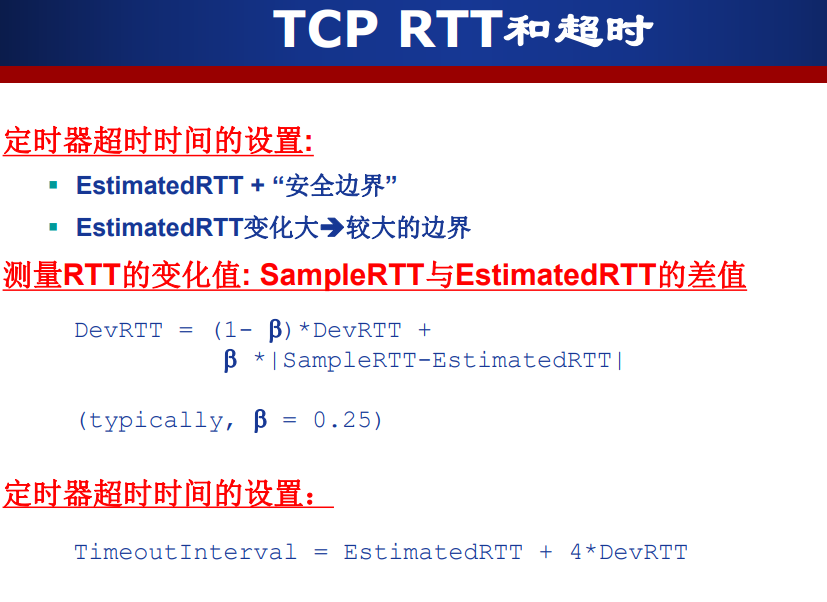 TCP RTT和超时
定时器超时时间的设置:
▪ EstimatedRTT + “安全边界”
▪ EstimatedRTT变化大➔较大的边界
测量RTT的变化值: SampleRTT与EstimatedRTT的差值
DevRTT = (1- β)*DevRTT +
β *|SampleRTT-EstimatedRTT|
(typically, β = 0.25)
定时器超时时间的设置：
TimeoutInterval = EstimatedRTT + 4*DevRTT